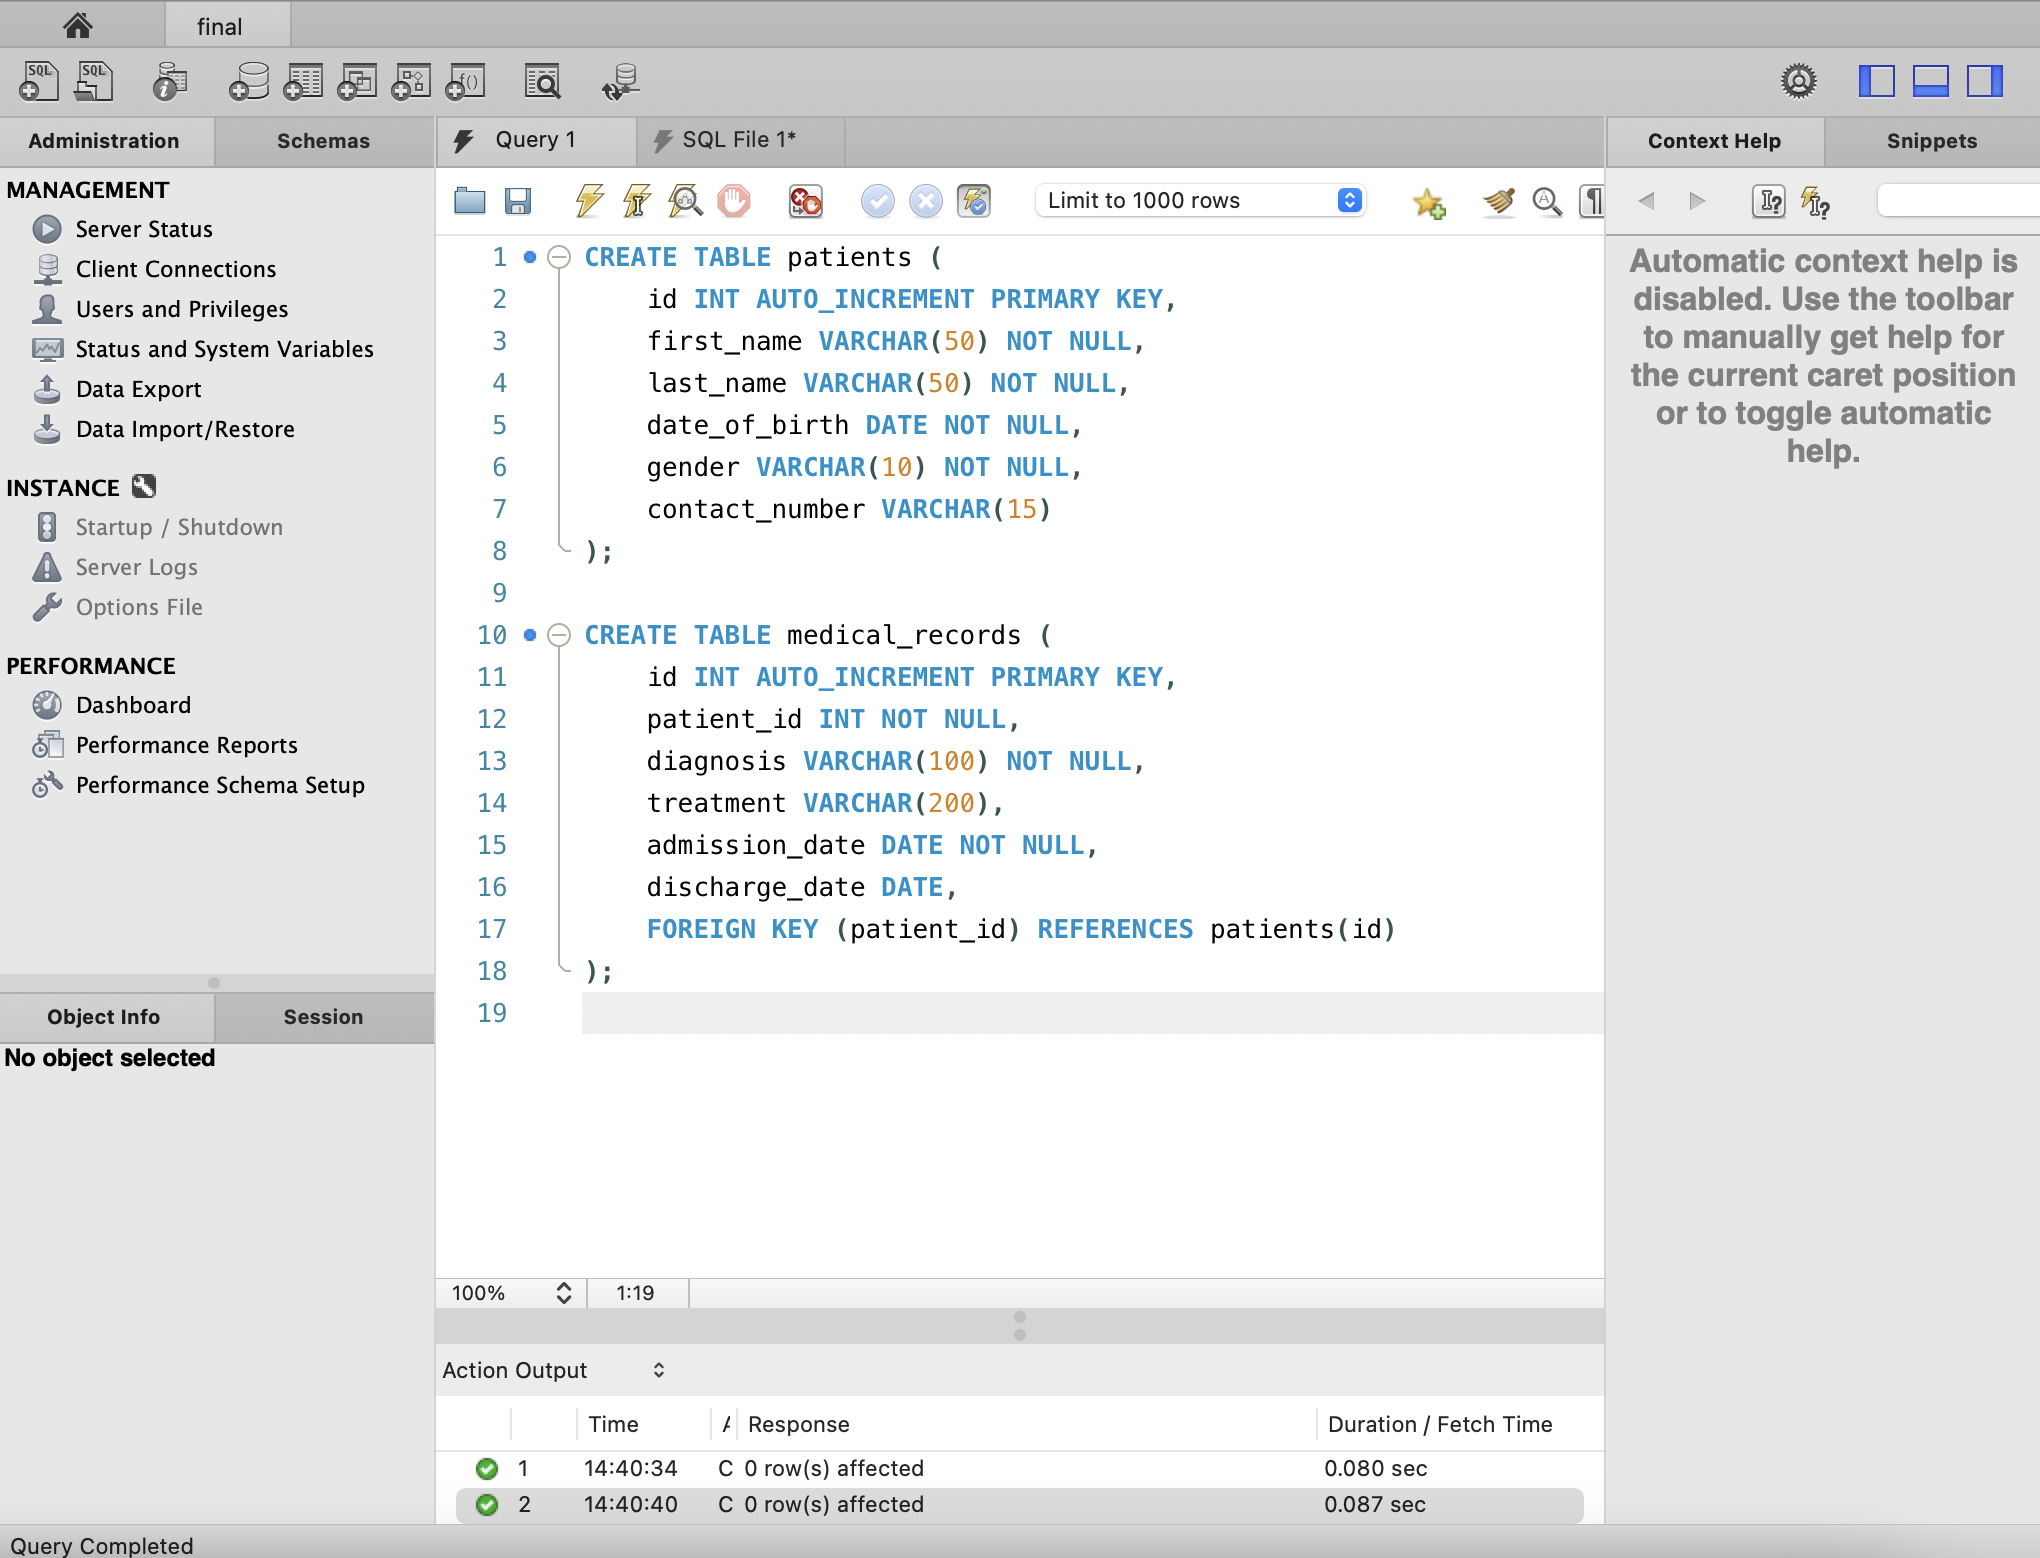 final
Administration
Schemas
MANAGEMENT
Server Status
Client Connections
Users and Privileges
Status and System Variables
Data Export
Data Import/Restore
INSTANCE
Startup / Shutdown
Server Logs
Options File
PERFORMANCE
Dashboard
Performance Reports
Performance Schema Setup
Object Info
Session
No object selected
Query 1
SQL File 1*
Limit to 1000 rows
1 CREATE TABLE patients (
2 id INT AUTO_INCREMENT PRIMARY KEY,
3 first_name VARCHAR(50) NOT NULL,
4 last_name VARCHAR(50) NOT NULL,
5 date_of_birth DATE NOT NULL,
6 gender VARCHAR(10) NOT NULL,
7 contact_number VARCHAR(15)
8 );
9
10 CREATE TABLE medical_records (
11 id INT AUTO_INCREMENT PRIMARY KEY,
12 patient_id INT NOT NULL,
13 diagnosis VARCHAR(100) NOT NULL,
14 treatment VARCHAR(200),
15 admission_date DATE NOT NULL,
16 discharge_date DATE,
17 FOREIGN KEY (patient_id) REFERENCES patients(id)
18 );
19
100% 1:19
Action Output
Time Response Duration / Fetch Time
1 14:40:34 C 0 row(s) affected 0.080 sec
2 14:40:40 C 0 row(s) affected 0.087 sec
Query Completed
Context Help
Snippets
Automatic context help is
disabled. Use the toolbar
to manually get help for
the current caret position
or to toggle automatic
help.